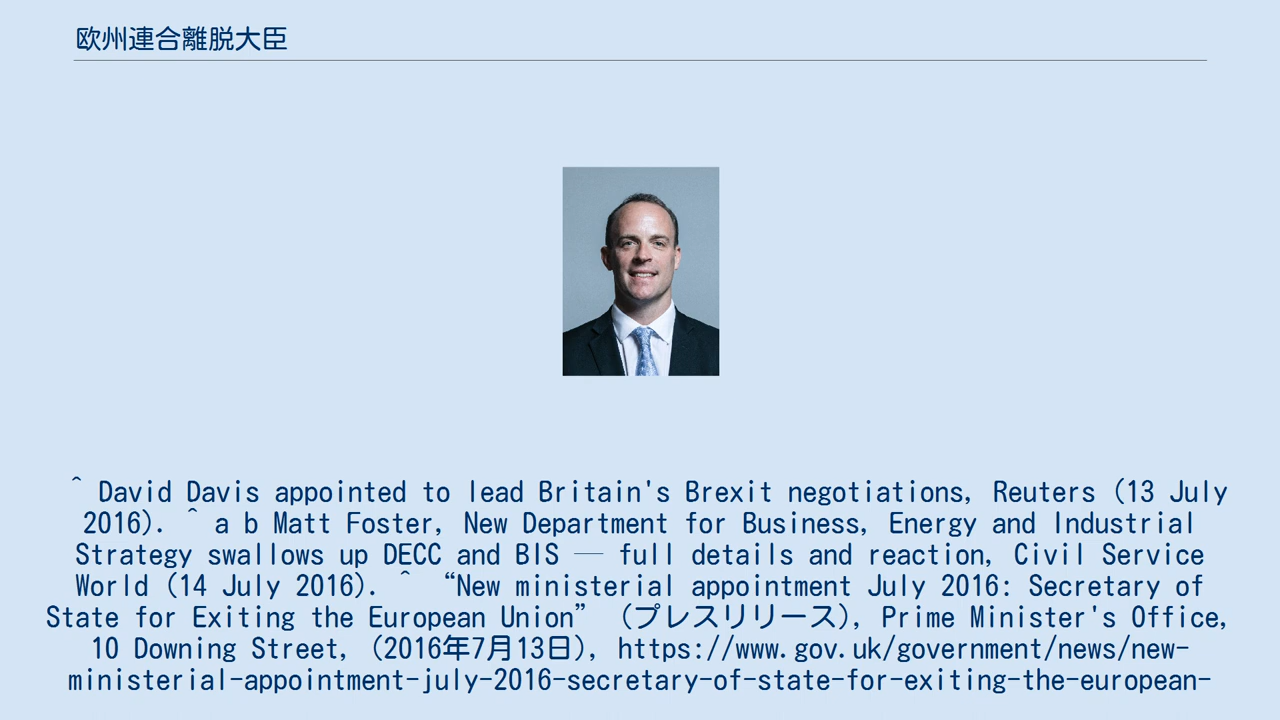 欧州連合離脱大臣
^ David Davis appointed to lead Britain's Brexit negotiations, Reuters (13 July
2016). ^ a b Matt Foster, New Department for Business, Energy and Industrial
Strategy swallows up DECC and BIS — full details and reaction, Civil Service
World (14 July 2016). ^ “New ministerial appointment July 2016: Secretary of
State for Exiting the European Union” (プレスリリース), Prime Minister's Office,
10 Downing Street, (2016年7月13日), https://www.gov.uk/government/news/new-
ministerial-appointment-july-2016-secretary-of-state-for-exiting-the-european-